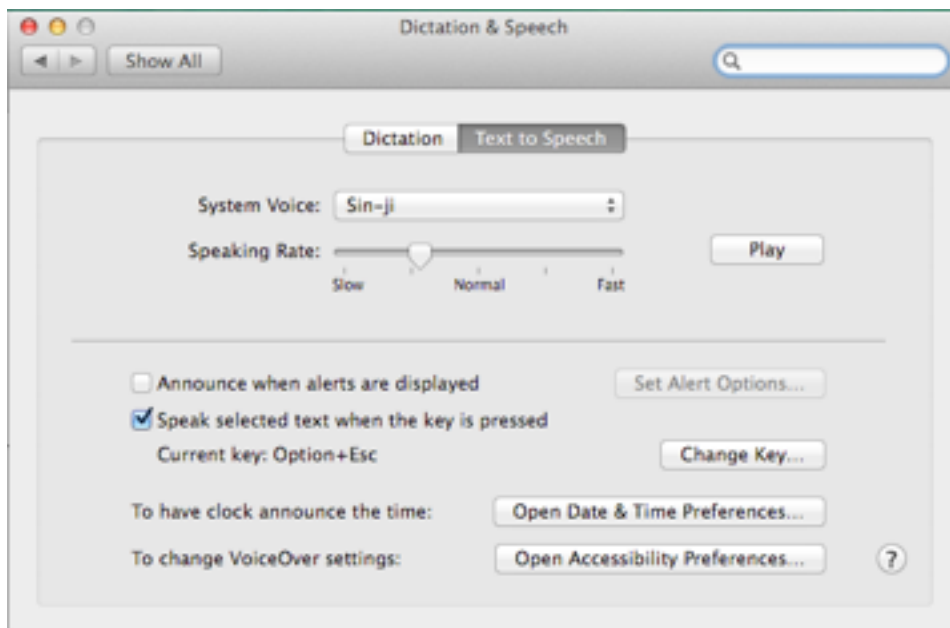 Dictation & Speech
Show All
Dictation Text to Speech
System Voice: Sin-ji
Speaking Rate: Play
Slow Normal Fast
Announce when alerts are displayed Set Alert Options...
Speak selected text when the key is pressed
Current key: Option+Esc Change Key...
To have clock announce the time: Open Date & Time Preferences...
To change VoiceOver settings: Open Accessibility Preferences... ?